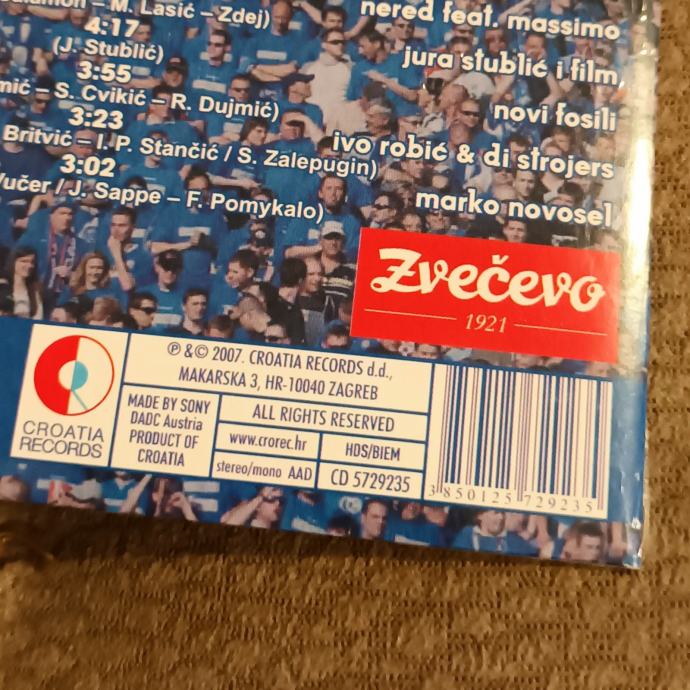 – M. Lasić – Zdej)
nered feat. massimo
4:17
(J. Stublić)
jura stublić i film
3:55
– S. Cvikić – R. Dujmić)
novi fosili
3:23
Britvić – I. P. Stančić / S. Zalepugin)
ivo robić & di strojers
3:02
/ J. Sappe – F. Pomykalo)
marko novosel
Zvečevo
1921
CROATIA
RECORDS
℗ &© 2007. CROATIA RECORDS d.d.,
MAKARSKA 3, HR-10040 ZAGREB
MADE BY SONY
DADC Austria
PRODUCT OF
CROATIA
ALL RIGHTS RESERVED
www.crorec.hr
HDS/BIEM
stereo/mono AAD
CD 5729235
3 850125 729235